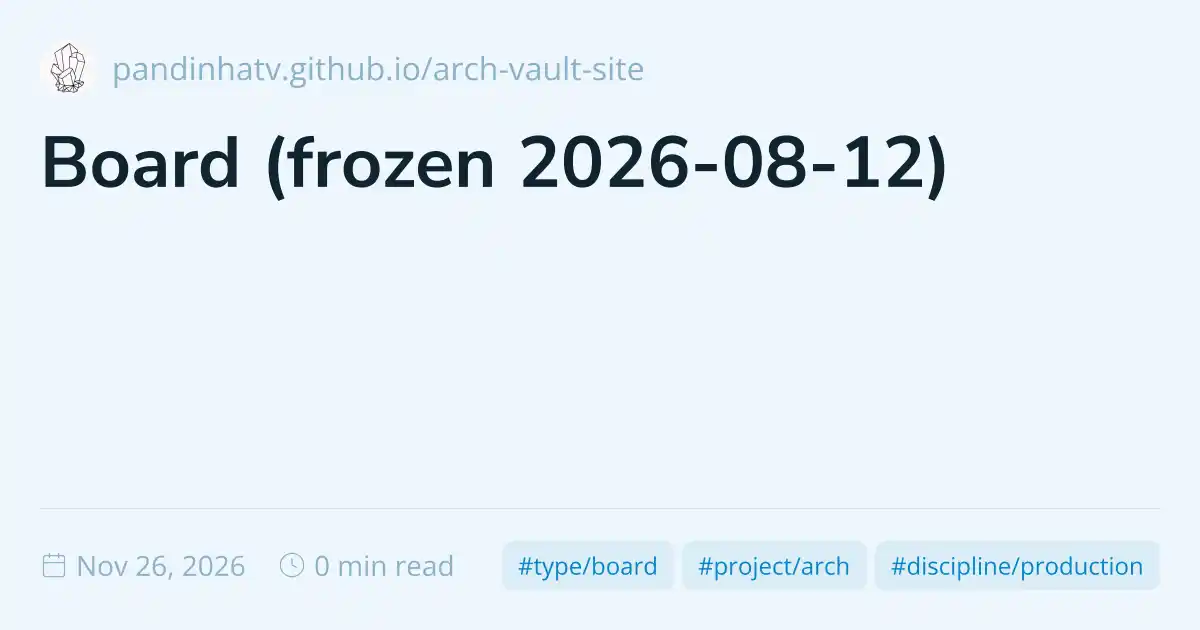 pandinhatv.github.io/arch-vault-site
Board (frozen 2026-08-12)
Nov 26, 2026 0 min read #type/board #project/arch #discipline/production